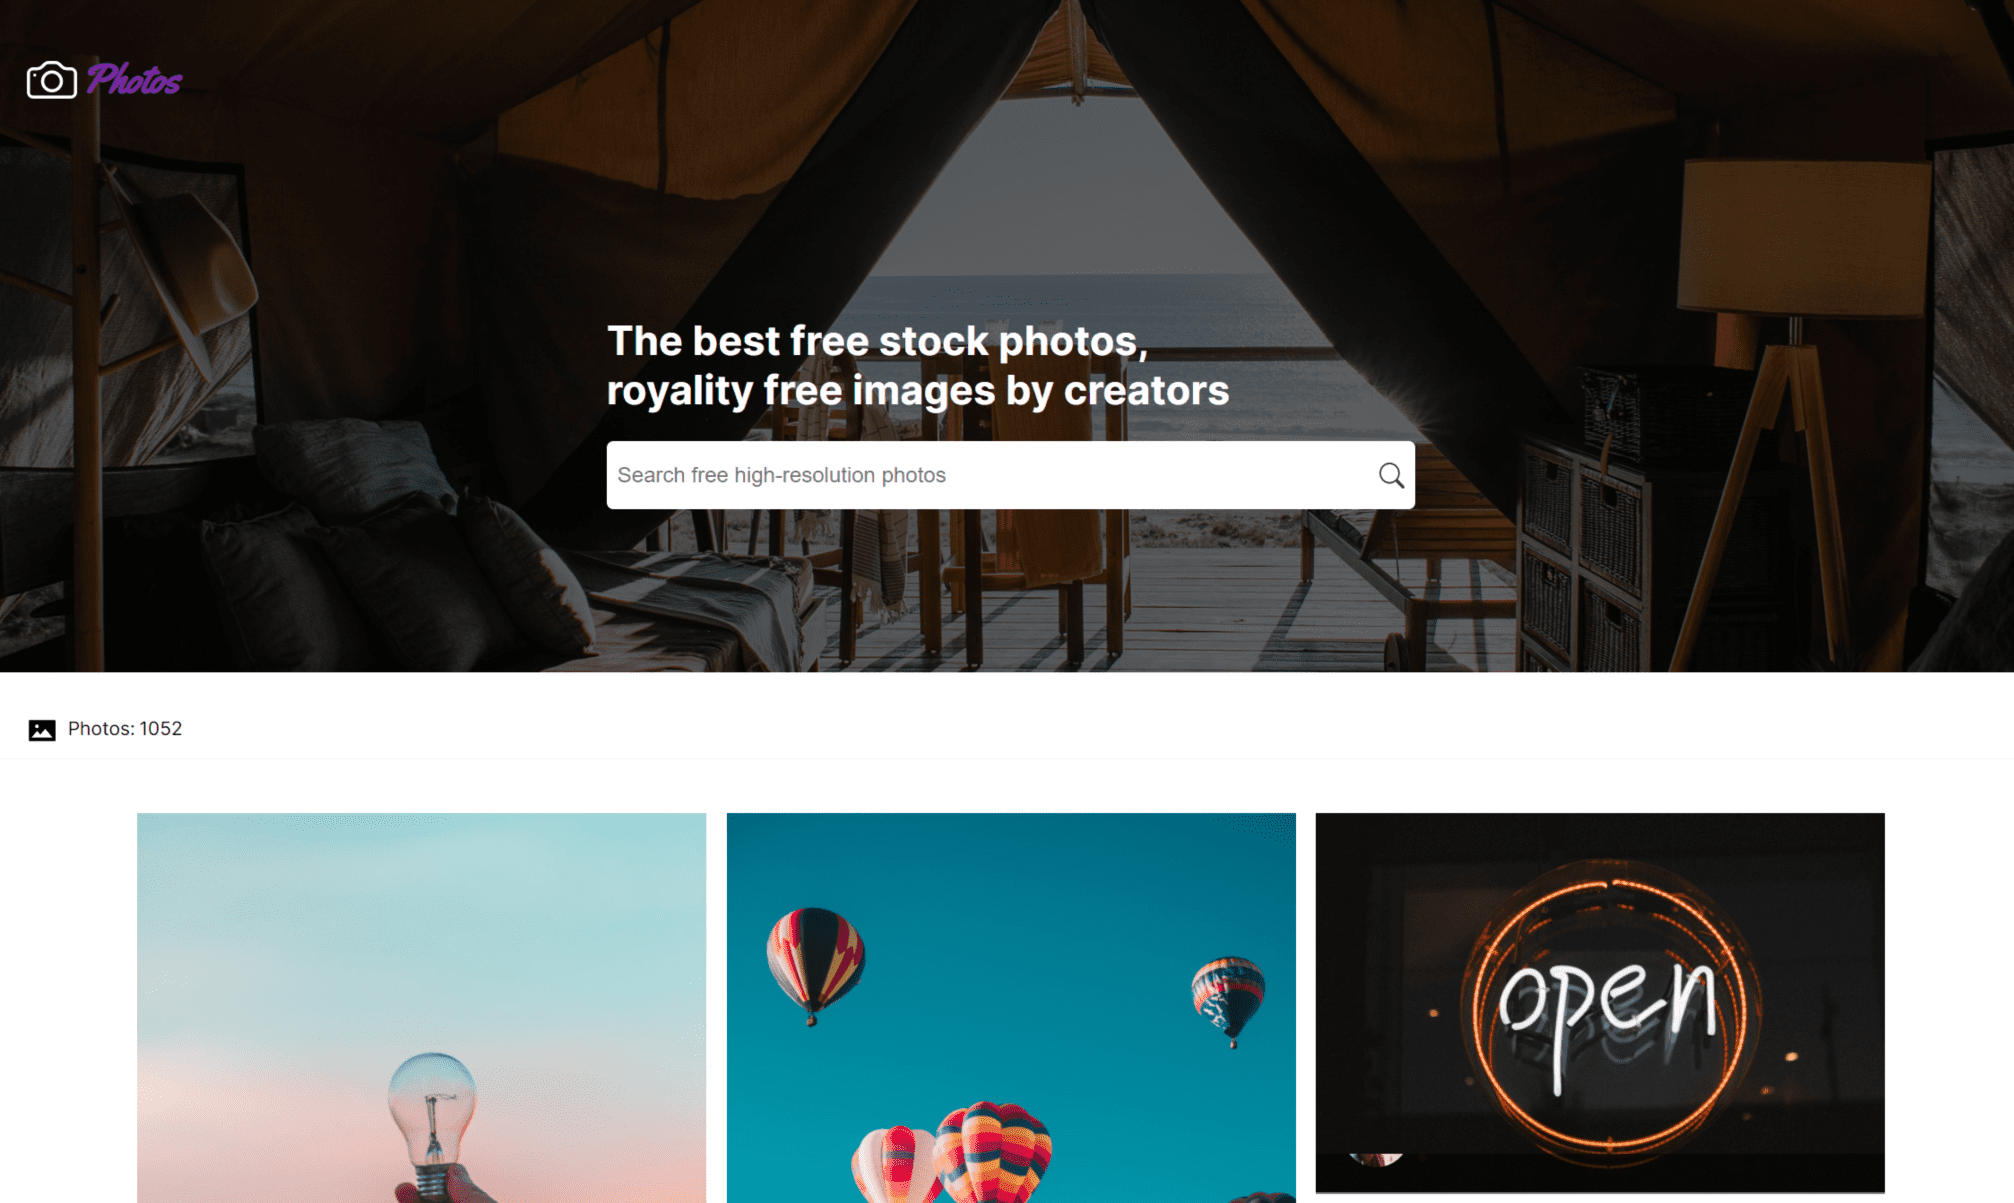 Photos
The best free stock photos,
royality free images by creators
Search free high-resolution photos
Photos: 1052
open